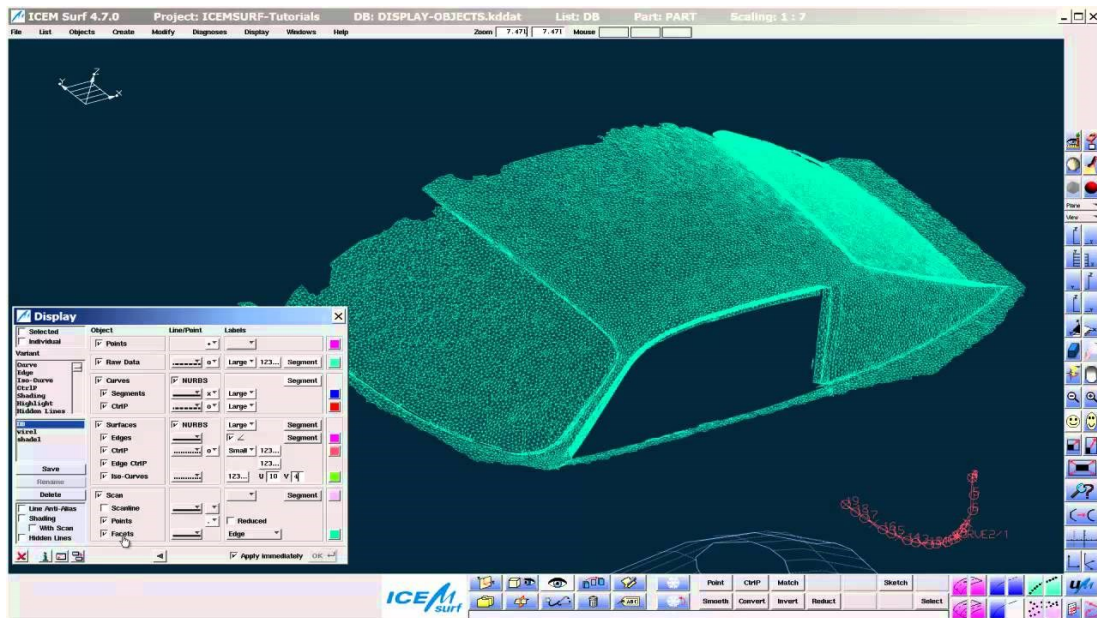 ICEM Surf 4.7.0 Project: ICEMSURF-Tutorials DB: DISPLAY-OBJECTS.kddat List: DB Part: PART Scaling: 1 : 7
File List Objects Create Modify Diagnoses Display Windows Help Zoom 7.471 7.471 Mouse
Z
Y X
Plane
View
Display
Selected Object Line/Point Labels
Individual
Points
Variant
Curve
Edge
Iso-Curve
CtrlP
Shading
Highlight
Hidden Lines
Raw Data Large 123... Segment
Curves NURBS Segment
Segments x Large
CtrlP o Large
DB
wire1
shade1
Surfaces NURBS Large Segment
Edges Segment
CtrlP o Small 123...
Edge CtrlP 123...
Iso-Curves 123... U 10 V 4
Save
Rename
Delete
Scan Segment
Scanline
Points Reduced
Facets Edge
Line Anti-Alias
Shading
With Scan
Hidden Lines
Apply immediately OK
ICEM surf
Point CtrlP Match Sketch
Smooth Convert Invert Reduct Select
ABC